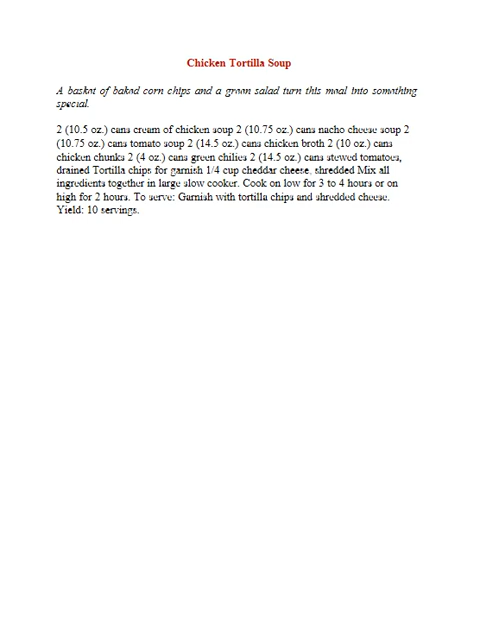 Chicken Tortilla Soup
A basket of baked corn chips and a green salad turn this meal into something
special.
2 (10.5 oz.) cans cream of chicken soup 2 (10.75 oz.) cans nacho cheese soup 2
(10.75 oz.) cans tomato soup 2 (14.5 oz.) cans chicken broth 2 (10 oz.) cans
chicken chunks 2 (4 oz.) cans green chilies 2 (14.5 oz.) cans stewed tomatoes,
drained Tortilla chips for garnish 1/4 cup cheddar cheese, shredded Mix all
ingredients together in large slow cooker. Cook on low for 3 to 4 hours or on
high for 2 hours. To serve: Garnish with tortilla chips and shredded cheese.
Yield: 10 servings.